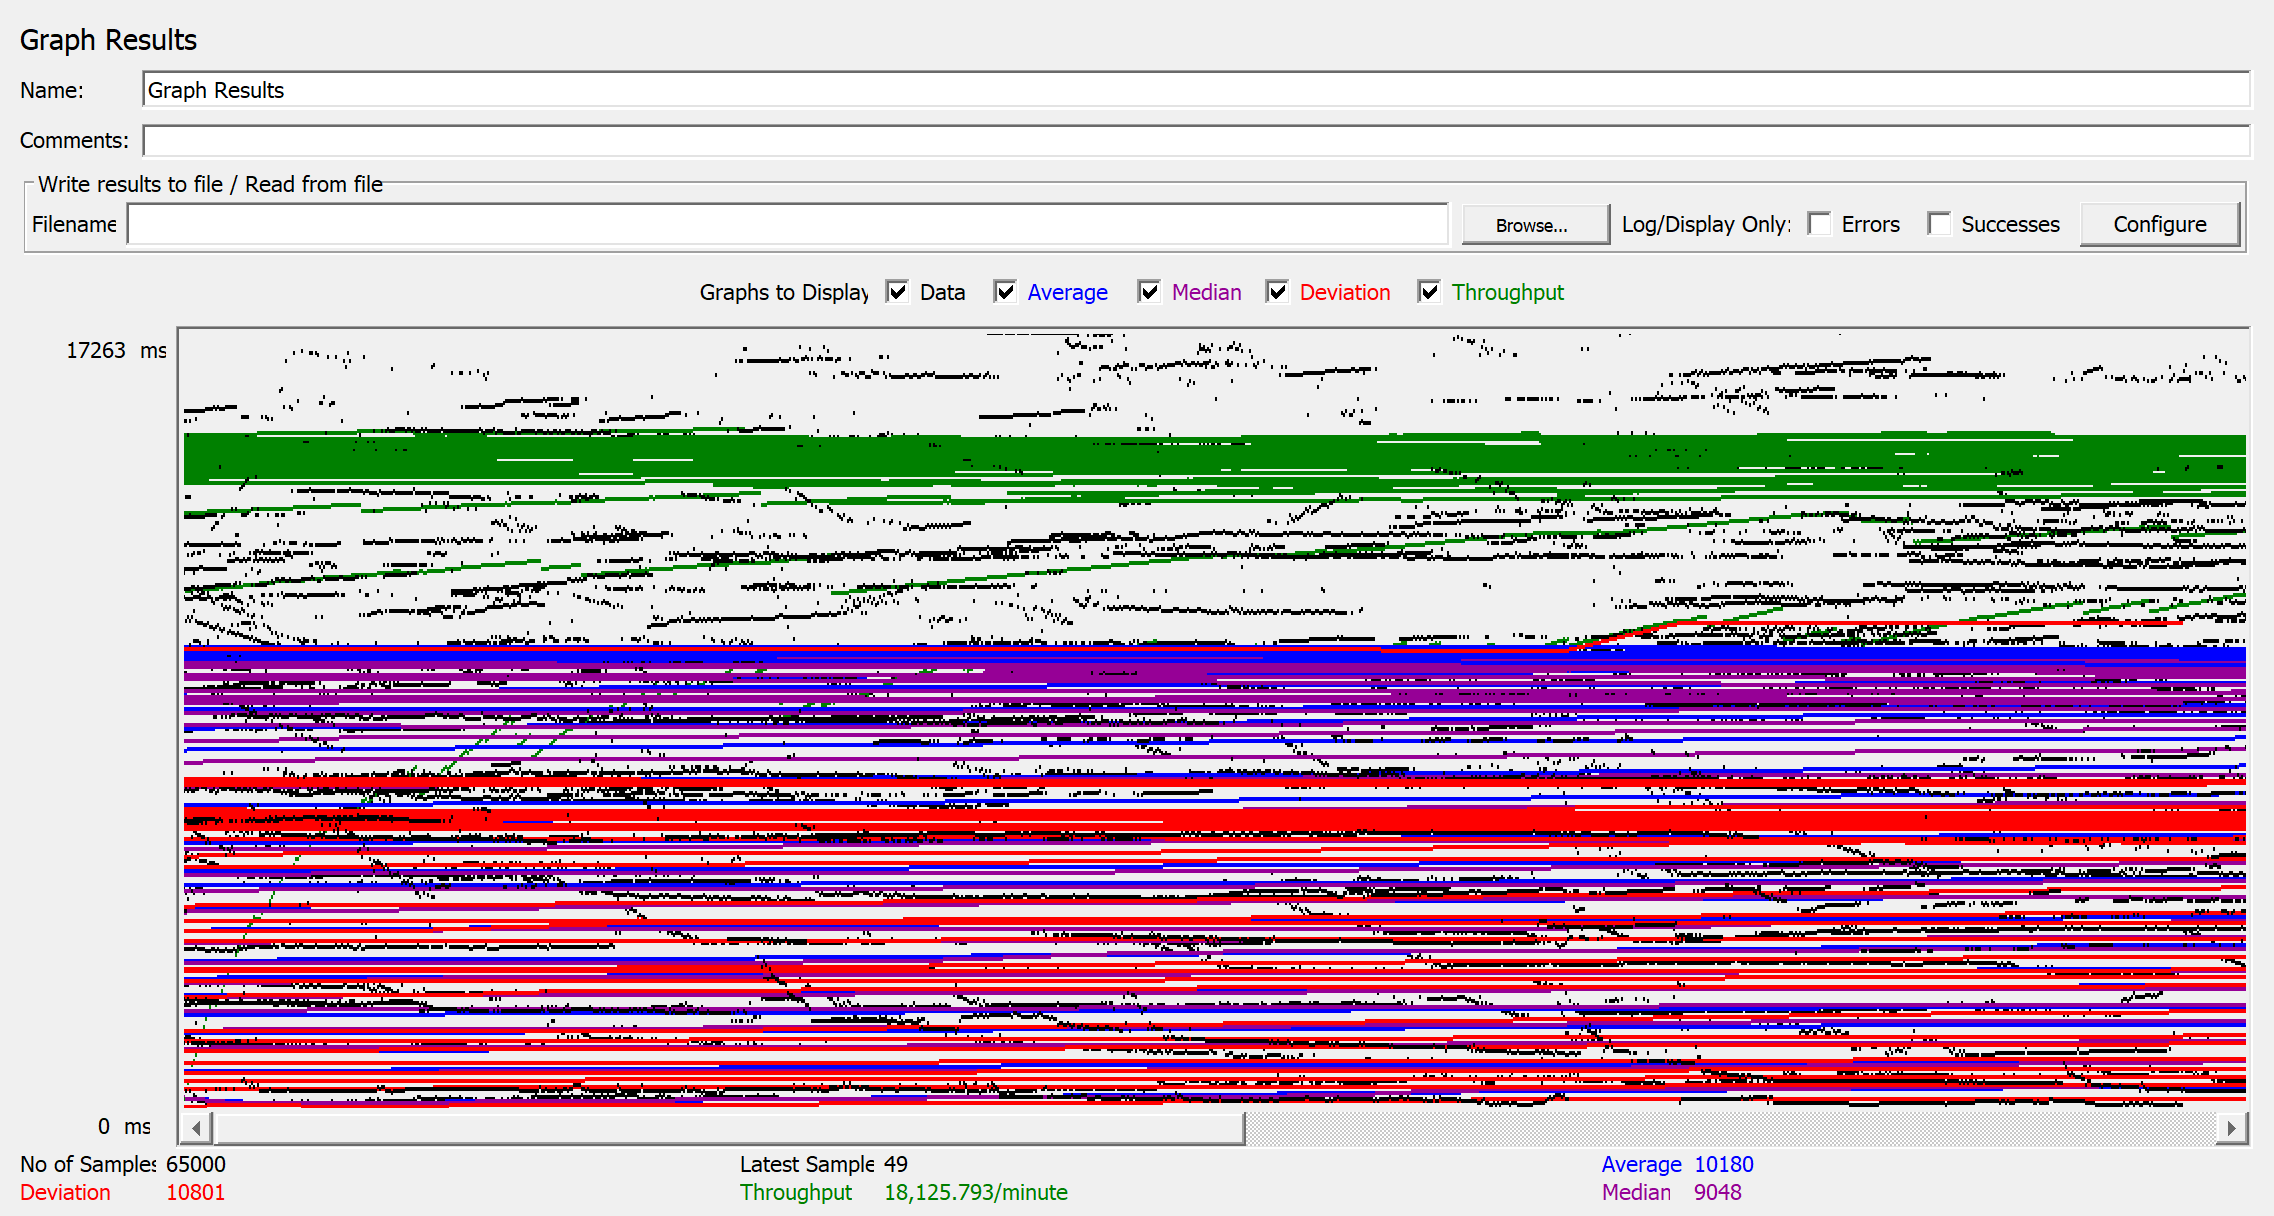 Graph Results
Name: Graph Results
Comments:
Write results to file / Read from file
Filename Browse... Log/Display Only: Errors Successes Configure
Graphs to Display Data Average Median Deviation Throughput
17263 ms
0 ms
No of Samples 65000 Latest Sample 49 Average 10180
Deviation 10801 Throughput 18,125.793/minute Median 9048